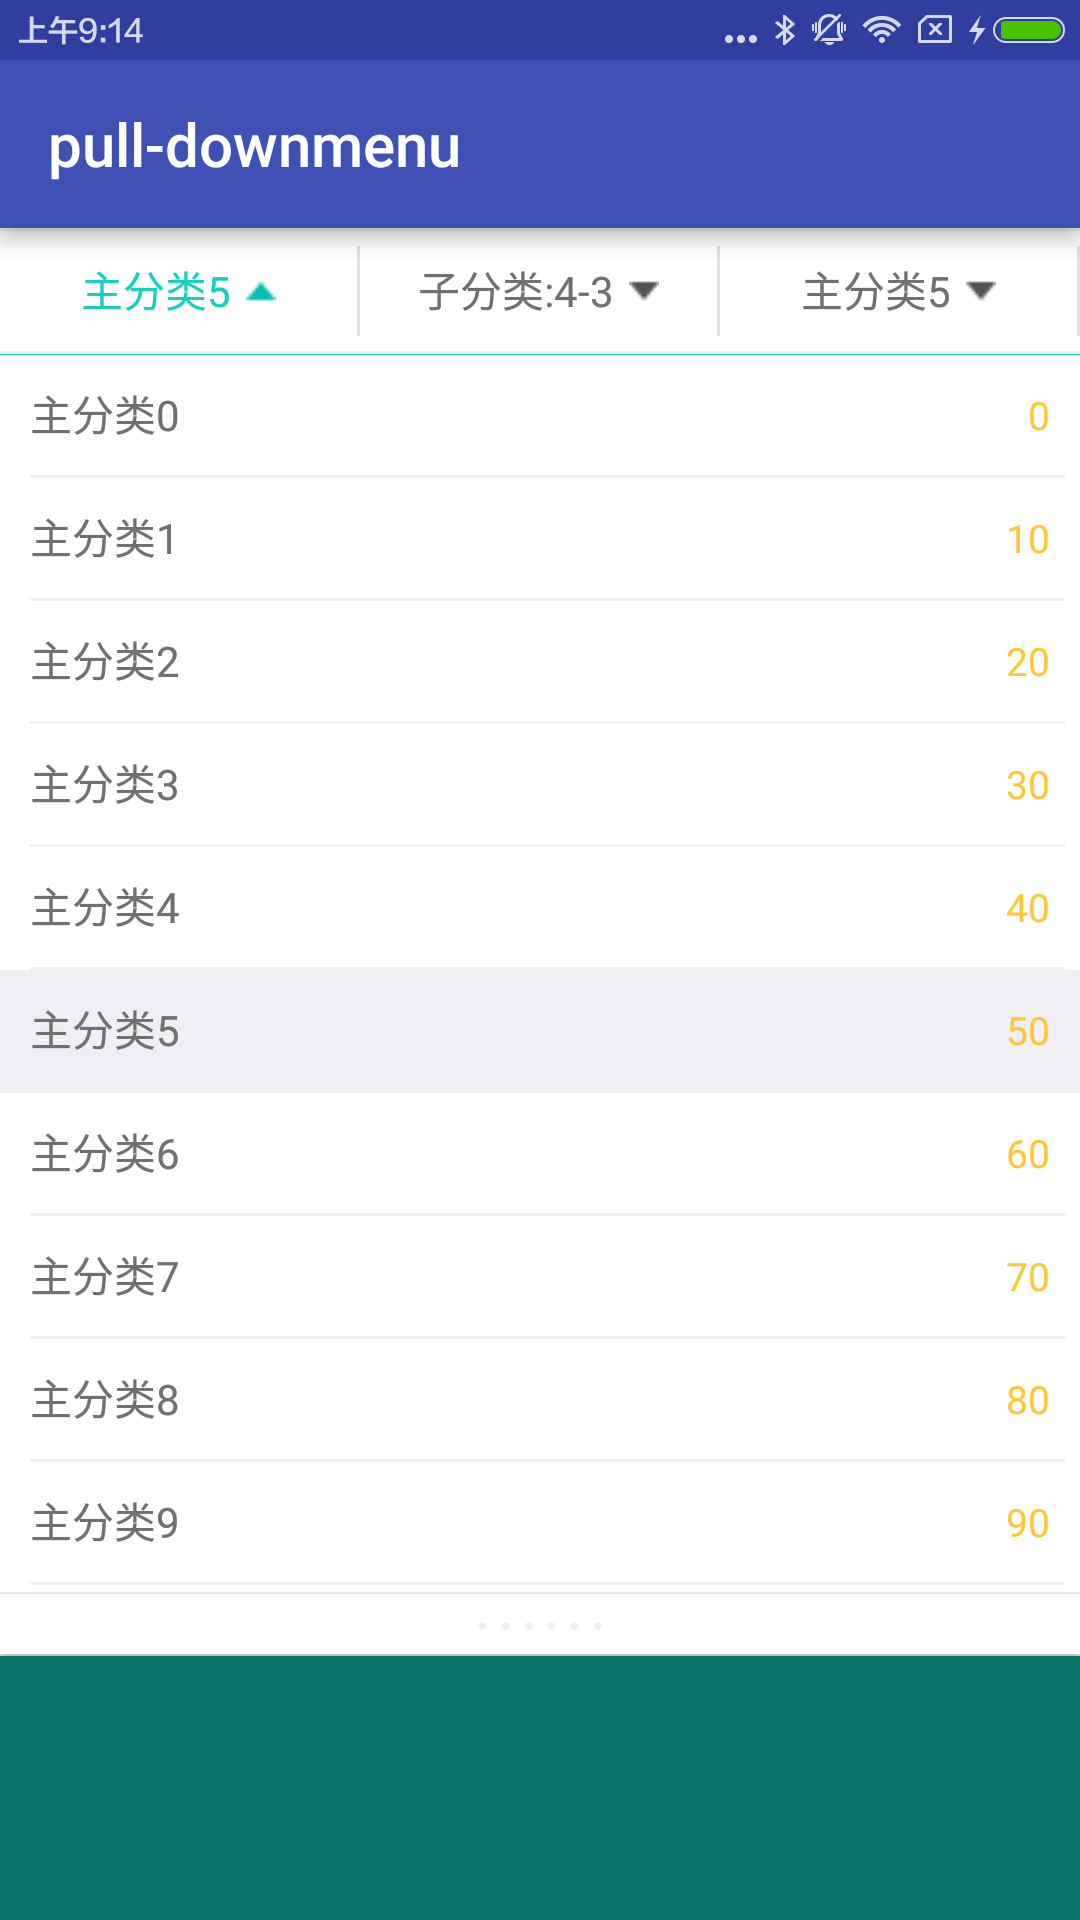 上午9:14
pull-downmenu
主分类5 子分类:4-3 主分类5
主分类0 0
主分类1 10
主分类2 20
主分类3 30
主分类4 40
主分类5 50
主分类6 60
主分类7 70
主分类8 80
主分类9 90